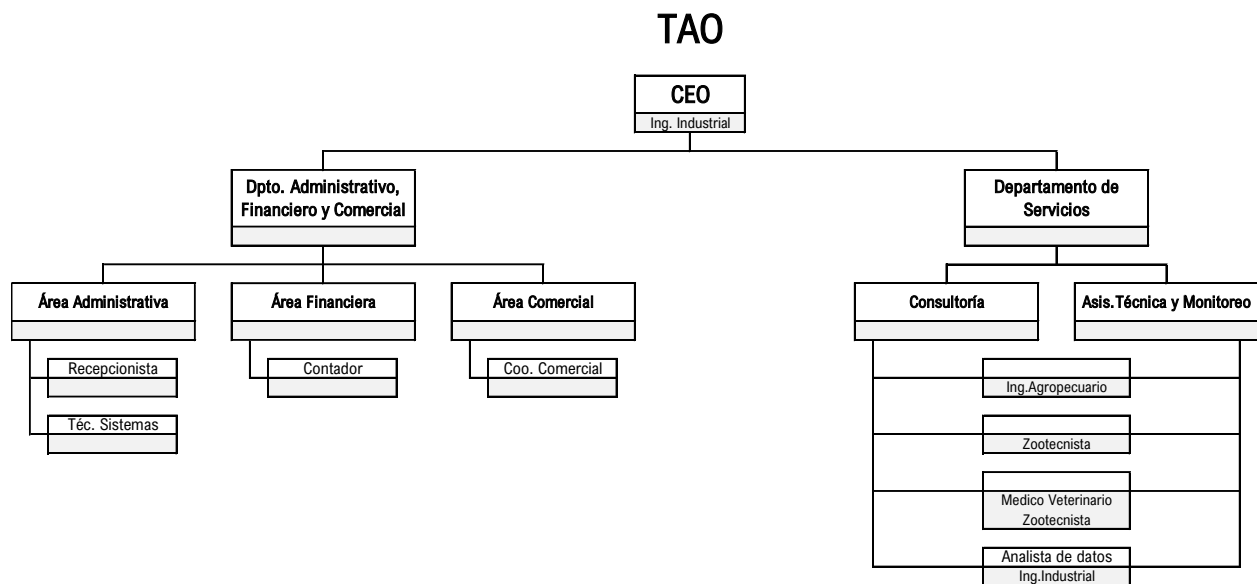 TAO
CEO
Ing. Industrial
Dpto. Administrativo,
Financiero y Comercial
Departamento de
Servicios
Área Administrativa
Área Financiera
Área Comercial
Consultoría
Asis.Técnica y Monitoreo
Recepcionista
Contador
Coo. Comercial
Ing.Agropecuario
Téc. Sistemas
Zootecnista
Medico Veterinario
Zootecnista
Analista de datos
Ing.Industrial